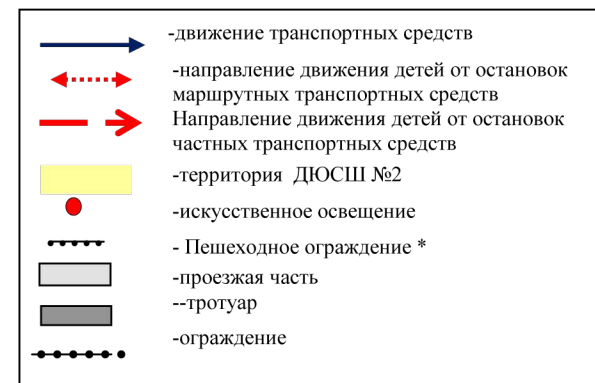 -движение транспортных средств
-направление движения детей от остановок
маршрутных транспортных средств
Направление движения детей от остановок
частных транспортных средств
-территория ДЮСШ №2
-искусственное освещение
- Пешеходное ограждение *
-проезжая часть
--тротуар
-ограждение